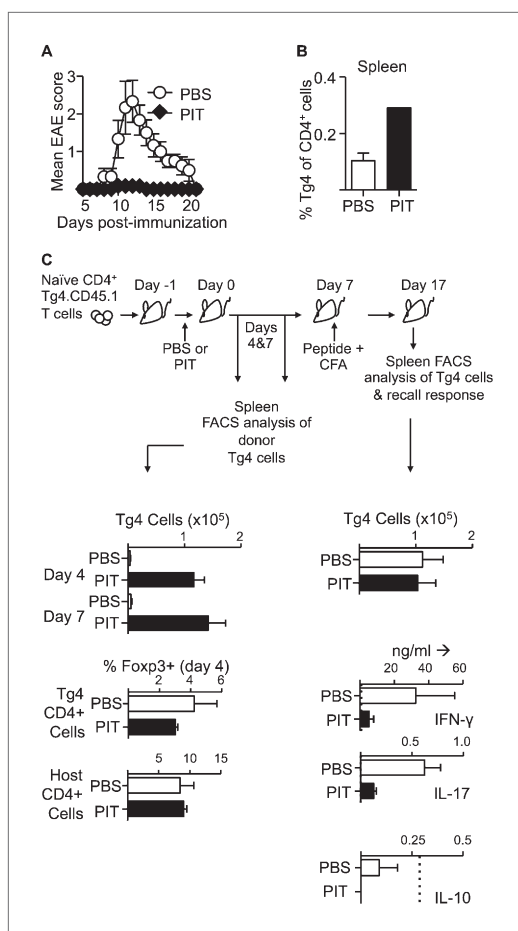 A
Mean EAE score
3
2
1
PBS
PIT
5 10 15 20
Days post-immunization
B
Spleen
% Tg4 of CD4+ cells
0.4
0.2
PBS PIT
C
Naïve CD4+
Tg4.CD45.1
T cells
Day -1
Day 0
Day 7
Day 17
PBS or
PIT
Days
4&7
Peptide +
CFA
Spleen FACS
analysis of Tg4 cells
& recall response
Spleen
FACS analysis of
donor
Tg4 cells
Tg4 Cells (x10⁵)
1 2
Day 4
PBS
PIT
Day 7
PBS
PIT
% Foxp3+ (day 4)
2 4 6
Tg4
CD4+
Cells
PBS
PIT
5 10 15
Host
CD4+
Cells
PBS
PIT
Tg4 Cells (x10⁵)
1 2
PBS
PIT
ng/ml →
20 40 60
PBS
PIT
IFN-γ
0.5 1.0
PBS
PIT
IL-17
0.25 0.5
PBS
PIT
IL-10